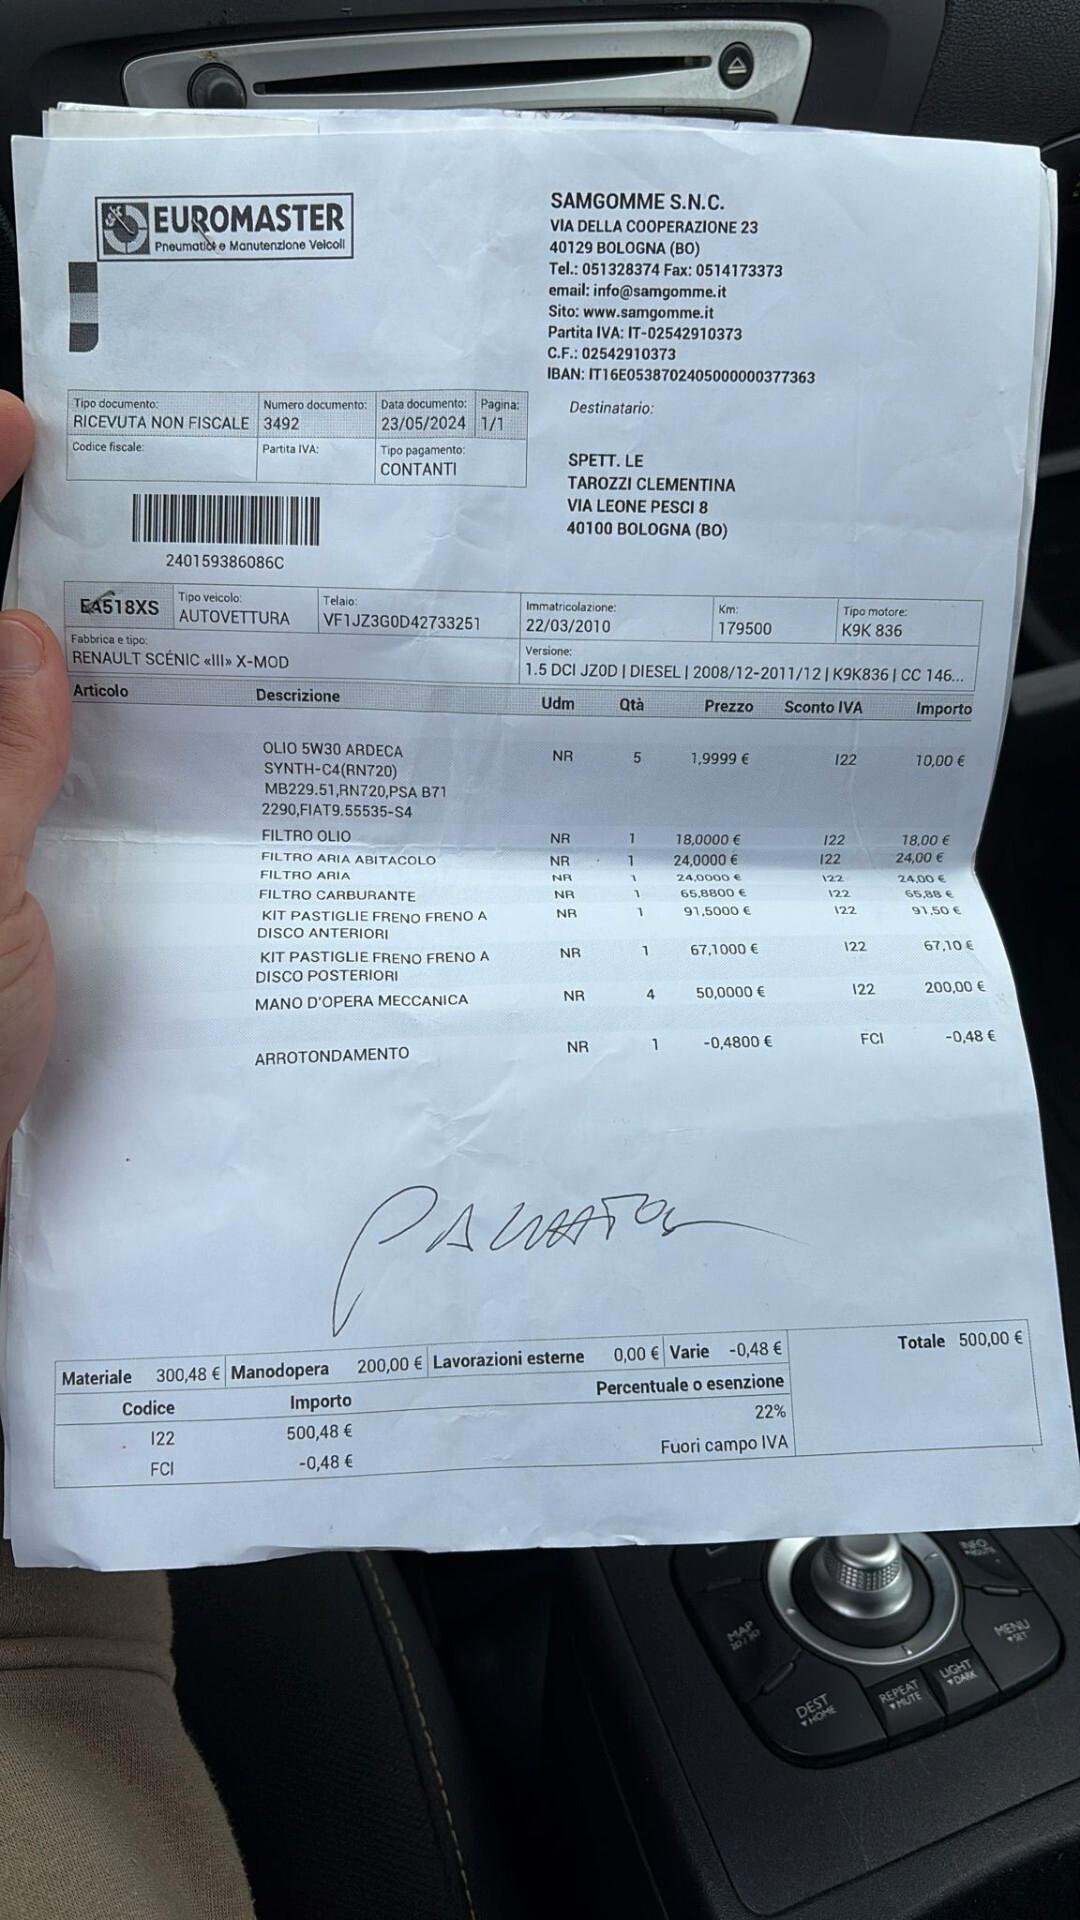 EUROMASTER
Pneumatici e Manutenzione Veicoli
SAMGOMME S.N.C.
VIA DELLA COOPERAZIONE 23
40129 BOLOGNA (BO)
Tel.: 051328374 Fax: 0514173373
email: info@samgomme.it
Sito: www.samgomme.it
Partita IVA: IT-02542910373
C.F.: 02542910373
IBAN: IT16E0538702405000000377363
Tipo documento: Numero documento: Data documento: Pagina:
RICEVUTA NON FISCALE 3492 23/05/2024 1/1
Codice fiscale: Partita IVA: Tipo pagamento:
CONTANTI
Destinatario:
SPETT. LE
TAROZZI CLEMENTINA
VIA LEONE PESCI 8
40100 BOLOGNA (BO)
240159386086C
EA518XS Tipo veicolo: Telaio: Immatricolazione: Km: Tipo motore:
AUTOVETTURA VF1JZ3G0D42733251 22/03/2010 179500 K9K 836
Fabbrica e tipo: Versione:
RENAULT SCÉNIC «III» X-MOD 1.5 DCI JZ0D | DIESEL | 2008/12-2011/12 | K9K836 | CC 146...
Articolo Descrizione Udm Qtà Prezzo Sconto IVA Importo
OLIO 5W30 ARDECA NR 5 1,9999 € I22 10,00 €
SYNTH-C4(RN720)
MB229.51,RN720,PSA B71
2290,FIAT9.55535-S4
FILTRO OLIO NR 1 18,0000 € I22 18,00 €
FILTRO ARIA ABITACOLO NR 1 24,0000 € I22 24,00 €
FILTRO ARIA NR 1 24,0000 € I22 24,00 €
FILTRO CARBURANTE NR 1 65,8800 € I22 65,88 €
KIT PASTIGLIE FRENO FRENO A NR 1 91,5000 € I22 91,50 €
DISCO ANTERIORI
KIT PASTIGLIE FRENO FRENO A NR 1 67,1000 € I22 67,10 €
DISCO POSTERIORI
MANO D'OPERA MECCANICA NR 4 50,0000 € I22 200,00 €
ARROTONDAMENTO NR 1 -0,4800 € FCI -0,48 €
Materiale 300,48 € Manodopera 200,00 € Lavorazioni esterne 0,00 € Varie -0,48 € Totale 500,00 €
Codice Importo Percentuale o esenzione
I22 500,48 € 22%
FCI -0,48 € Fuori campo IVA
INFO
MAP
2D/3D
MENU
▾SET
DEST
▾HOME
REPEAT
▾MUTE
LIGHT
▾DARK